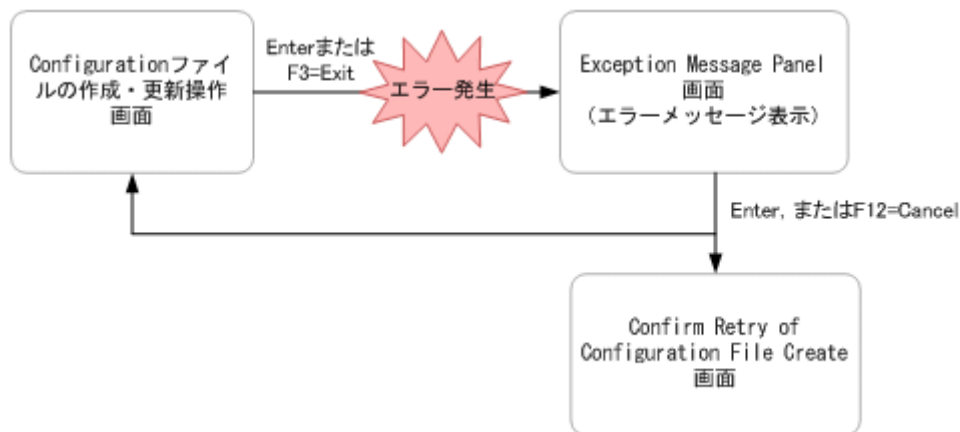 Configurationファイ
ルの作成・更新操作
画面
Enterまたは
F3=Exit
エラー発生
Exception Message Panel
画面
(エラーメッセージ表示)
Enter, またはF12=Cancel
Confirm Retry of
Configuration File Create
画面